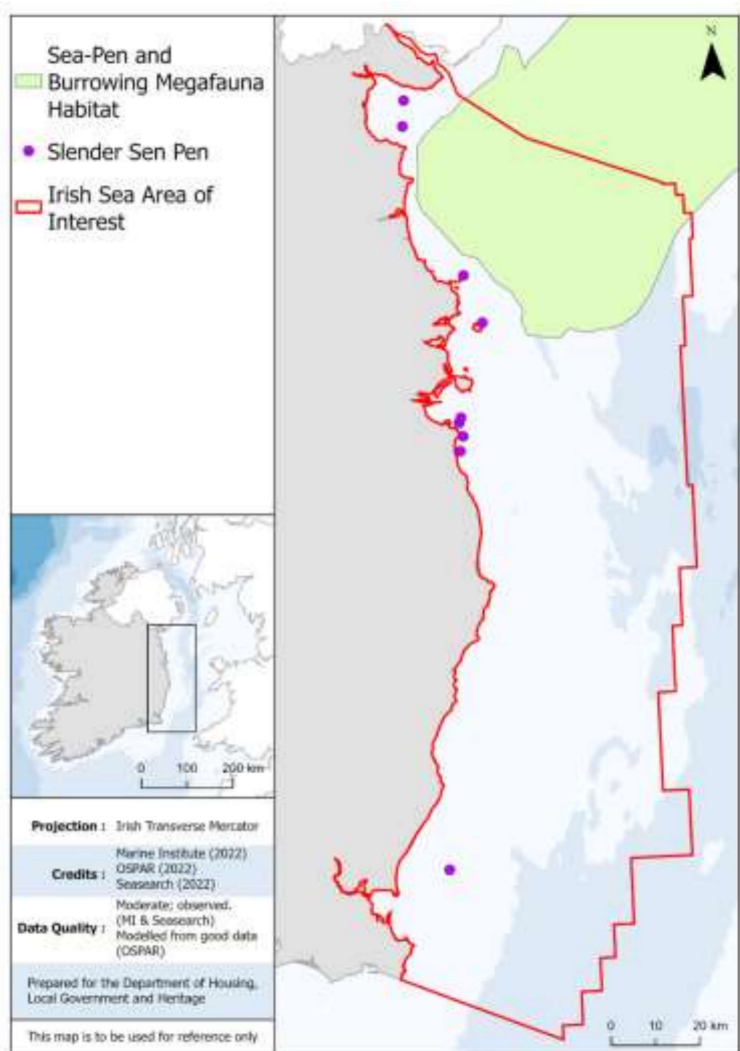 Sea-Pen and
Burrowing Megafauna
Habitat
Slender Sen Pen
Irish Sea Area of
Interest
N
0 100 200 km
Projection : Irish Transverse Mercator
Credits : Marine Institute (2022)
OSPAR (2022)
Seasearch (2022)
Data Quality : Moderate; observed.
(MI & Seasearch)
Modelled from good data
(OSPAR)
Prepared for the Department of Housing,
Local Government and Heritage
This map is to be used for reference only
0 10 20 km